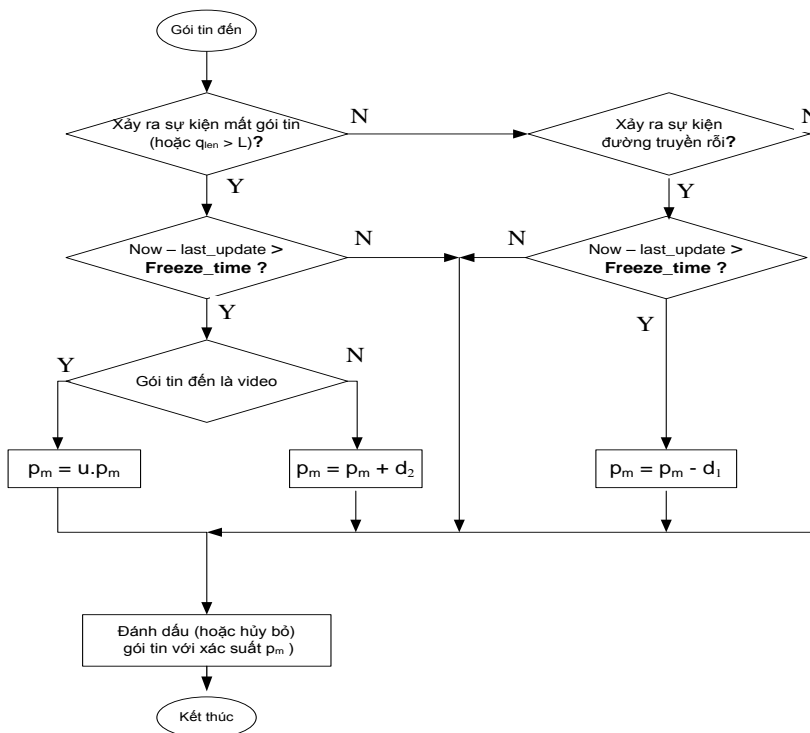 Gói tin đến
Xảy ra sự kiện mất gói tin
(hoặc qlen > L)?
N
Xảy ra sự kiện
đường truyền rỗi?
N
Y
Y
Now – last_update >
Freeze_time ?
N
N
Now – last_update >
Freeze_time ?
Y
Y
Y
Gói tin đến là video
N
pm = u.pm
pm = pm + d2
pm = pm - d1
Đánh dấu (hoặc hủy bỏ)
gói tin với xác suất pm )
Kết thúc